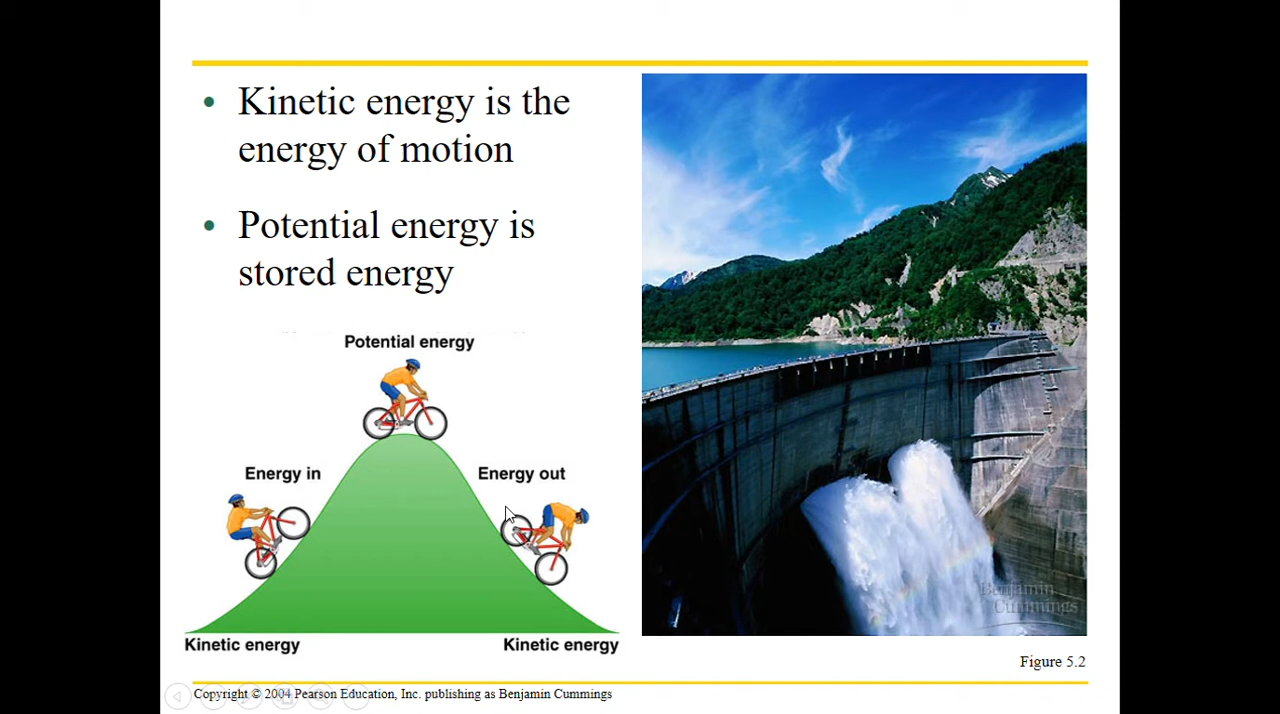 • Kinetic energy is the
energy of motion
• Potential energy is
stored energy
Potential energy
Energy in
Energy out
Kinetic energy
Kinetic energy
Benjamin
Cummings
Figure 5.2
Copyright © 2004 Pearson Education, Inc. publishing as Benjamin Cummings